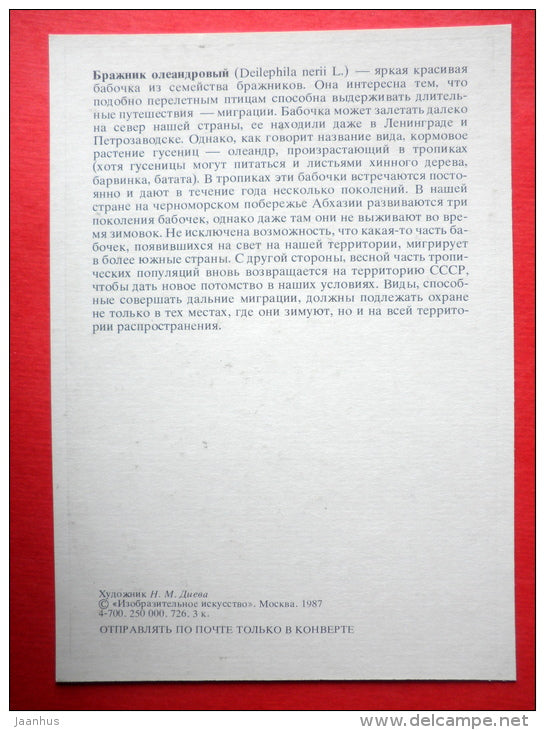 Бражник олеандровый (Deilephila nerii L.) — яркая красивая
бабочка из семейства бражников. Она интересна тем, что
подобно перелетным птицам способна выдерживать длитель-
ные путешествия — миграции. Бабочка может залетать далеко
на север нашей страны, ее находили даже в Ленинграде и
Петрозаводске. Однако, как говорит название вида, кормовое
растение гусениц — олеандр, произрастающий в тропиках
(хотя гусеницы могут питаться и листьями хинного дерева,
барвинка, батата). В тропиках эти бабочки встречаются посто-
янно и дают в течение года несколько поколений. В нашей
стране на черноморском побережье Абхазии развиваются три
поколения бабочек, однако даже там они не выживают во вре-
мя зимовок. Не исключена возможность, что какая-то часть ба-
бочек, появившихся на свет на нашей территории, мигрирует
в более южные страны. С другой стороны, весной часть тропи-
ческих популяций вновь возвращается на территорию СССР,
чтобы дать новое потомство в наших условиях. Виды, способ-
ные совершать дальние миграции, должны подлежать охране
не только в тех местах, где они зимуют, но и на всей террито-
рии распространения.
Художник Н. М. Диева
© «Изобразительное искусство». Москва. 1987
4-700. 250 000. 726. 3 к.
ОТПРАВЛЯТЬ ПО ПОЧТЕ ТОЛЬКО В КОНВЕРТЕ
jaanhus
www.delcampe.net